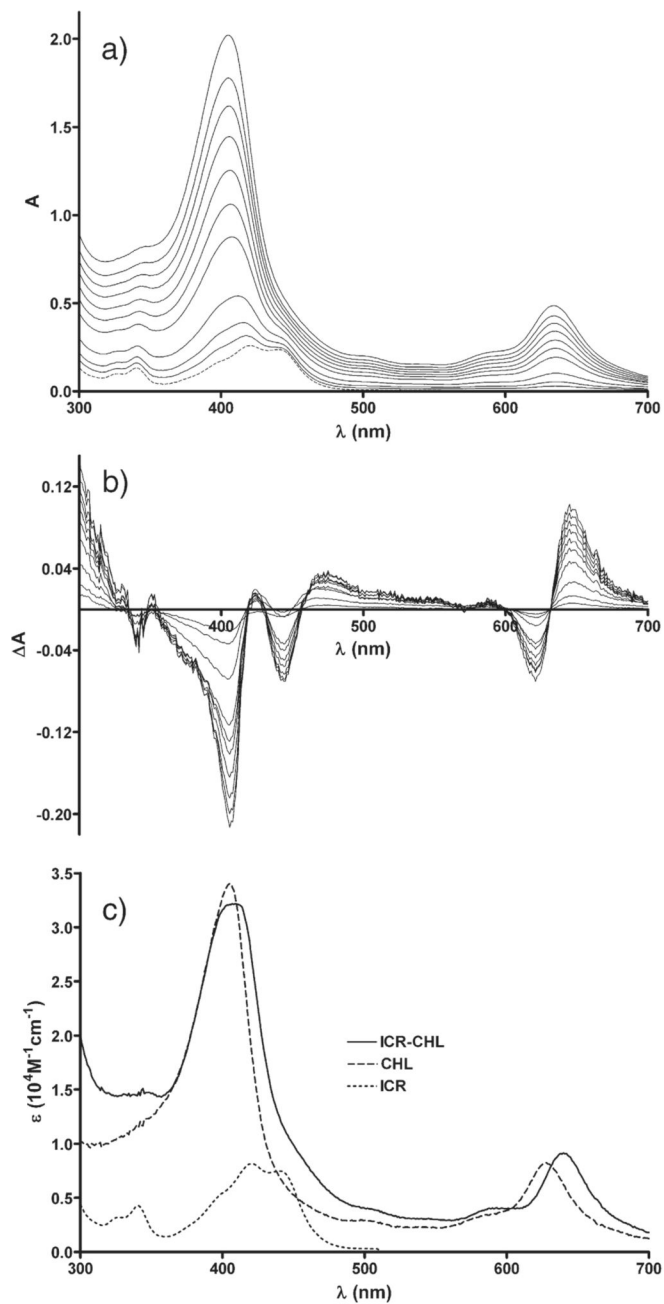 a)
2.0
1.5
1.0
0.5
0.0
A
300 400 500 600 700
λ (nm)
b)
0.12
0.04
-0.04
-0.12
-0.20
ΔA
400 500 600 700
λ (nm)
c)
3.5
3.0
2.5
2.0
1.5
1.0
0.5
0.0
ε (10⁴M⁻¹cm⁻¹)
ICR-CHL
CHL
ICR
300 400 500 600 700
λ (nm)